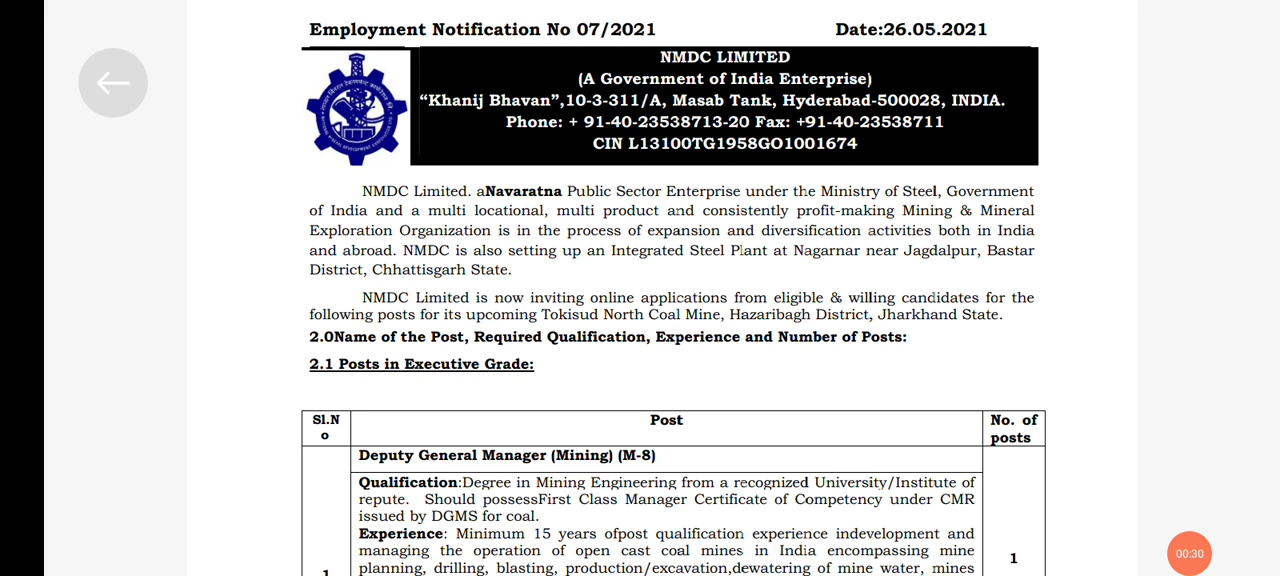 Employment Notification No 07/2021 Date:26.05.2021
NMDC LIMITED
(A Government of India Enterprise)
“Khanij Bhavan”,10-3-311/A, Masab Tank, Hyderabad-500028, INDIA.
Phone: + 91-40-23538713-20 Fax: +91-40-23538711
CIN L13100TG1958GO1001674
NMDC Limited. aNavaratna Public Sector Enterprise under the Ministry of Steel, Government
of India and a multi locational, multi product and consistently profit-making Mining & Mineral
Exploration Organization is in the process of expansion and diversification activities both in India
and abroad. NMDC is also setting up an Integrated Steel Plant at Nagarnar near Jagdalpur, Bastar
District, Chhattisgarh State.
NMDC Limited is now inviting online applications from eligible & willing candidates for the
following posts for its upcoming Tokisud North Coal Mine, Hazaribagh District, Jharkhand State.
2.0Name of the Post, Required Qualification, Experience and Number of Posts:
2.1 Posts in Executive Grade:
Sl.N
o
Post
No. of
posts
Deputy General Manager (Mining) (M-8)
Qualification:Degree in Mining Engineering from a recognized University/Institute of
repute. Should possessFirst Class Manager Certificate of Competency under CMR
issued by DGMS for coal.
Experience: Minimum 15 years ofpost qualification experience indevelopment and
managing the operation of open cast coal mines in India encompassing mine
planning, drilling, blasting, production/excavation,dewatering of mine water, mines
1
1
00:30